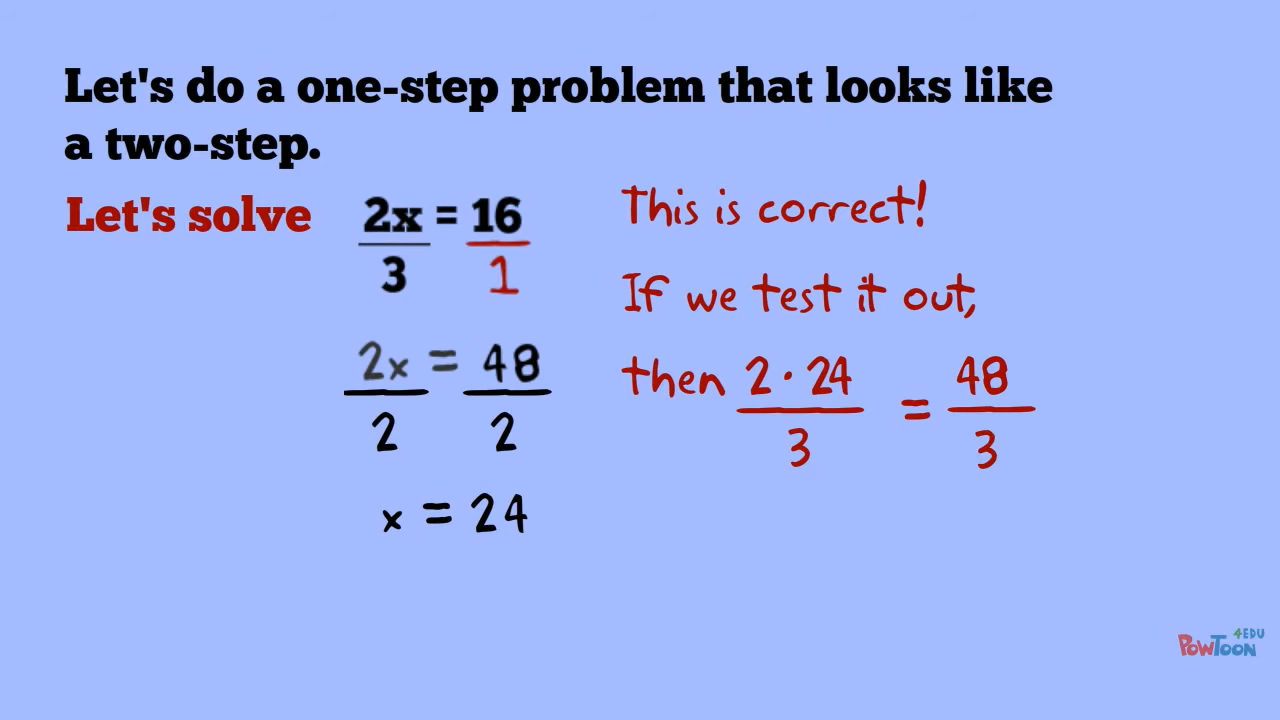 Let's do a one-step problem that looks like
a two-step.
Let's solve
2x = 16
3 1
2x = 48
2 2
x = 24
This is correct!
If we test it out,
then 2 · 24 = 48
3 3
4EDU
POWTOON